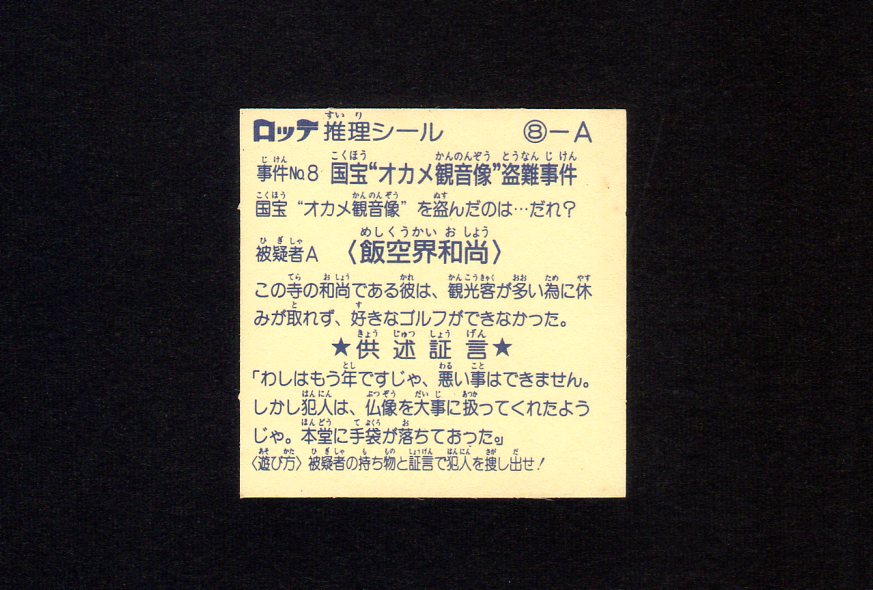 ロッテ推理シール ⑧−A
事件No.8 国宝“オカメ観音像”盗難事件
国宝“オカメ観音像”を盗んだのは…だれ?
被疑者A 〈飯空界和尚〉
この寺の和尚である彼は、観光客が多い為に休
みが取れず、好きなゴルフができなかった。
★供述証言★
「わしはもう年ですじゃ、悪い事はできません。
しかし犯人は、仏像を大事に扱ってくれたよう
じゃ。本堂に手袋が落ちておった。」
〈遊び方〉被疑者の持ち物と証言で犯人を捜し出せ!